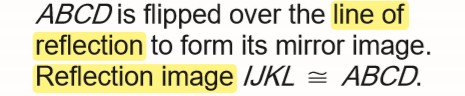 ABCD is flipped over the line of
reflection to form its mirror image.
Reflection image IJKL ≅ ABCD.